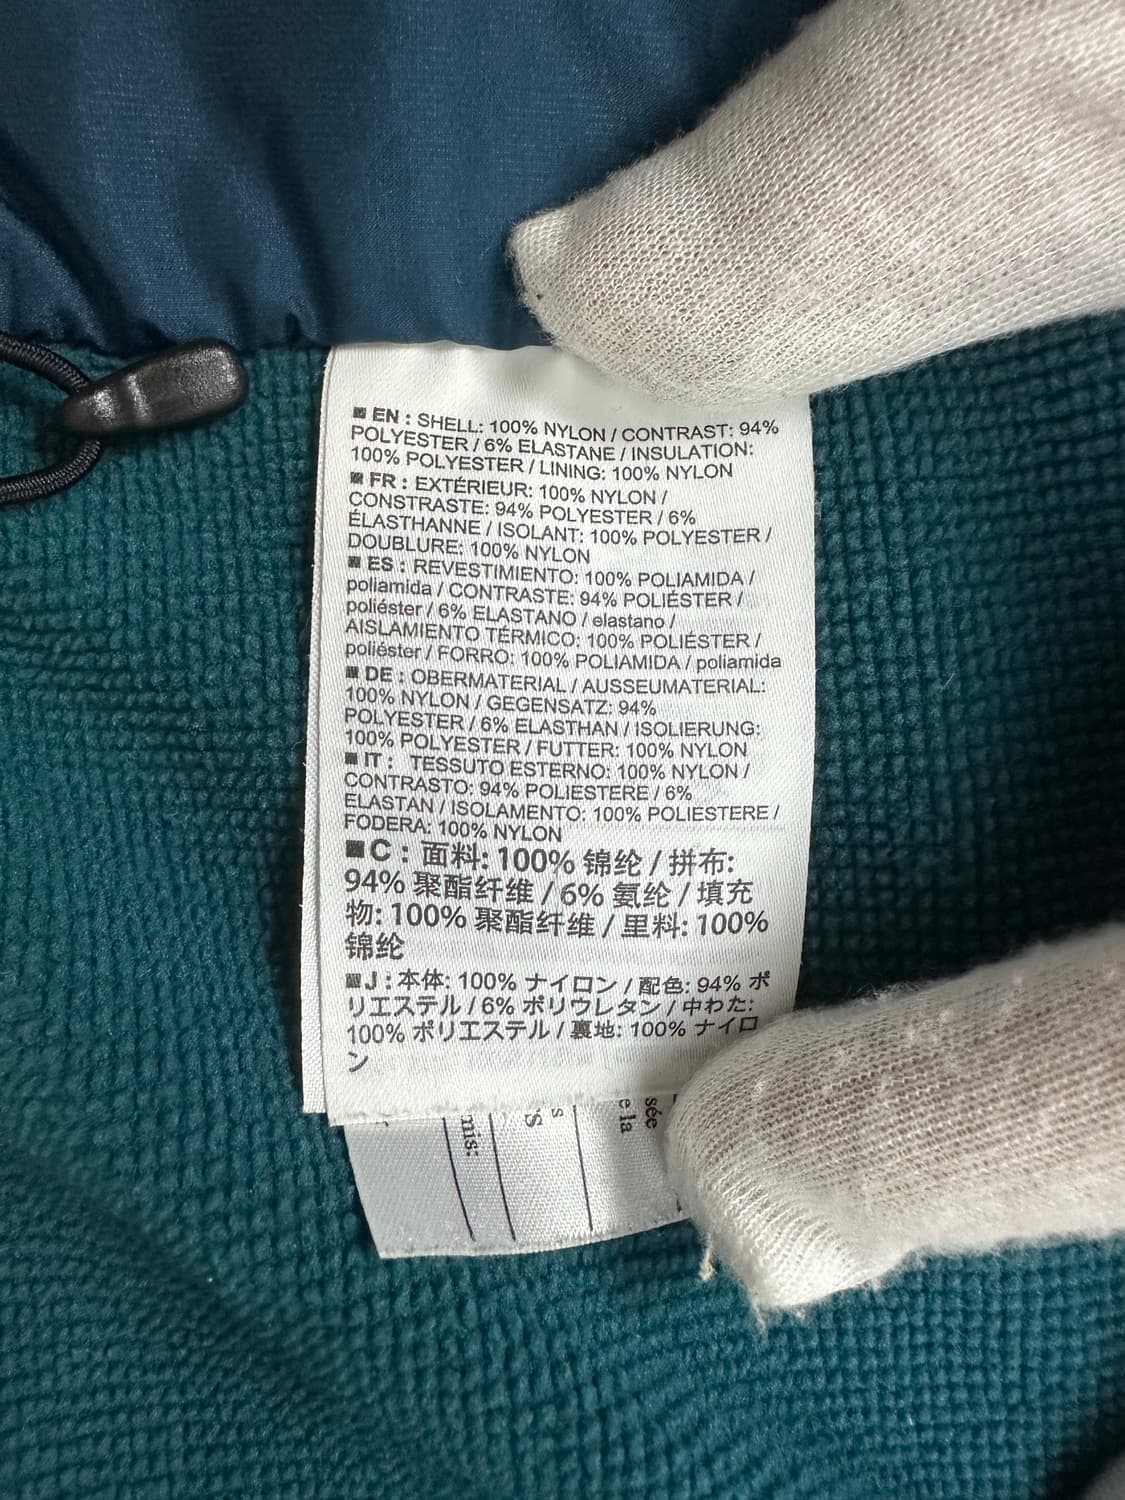 ■ EN : SHELL: 100% NYLON / CONTRAST: 94%
POLYESTER / 6% ELASTANE / INSULATION:
100% POLYESTER / LINING: 100% NYLON
■ FR : EXTÉRIEUR: 100% NYLON /
CONSTRASTE: 94% POLYESTER / 6%
ÉLASTHANNE / ISOLANT: 100% POLYESTER /
DOUBLURE: 100% NYLON
■ ES : REVESTIMIENTO: 100% POLIAMIDA /
poliamida / CONTRASTE: 94% POLIÉSTER /
poliéster / 6% ELASTANO / elastano /
AISLAMIENTO TÉRMICO: 100% POLIÉSTER /
poliéster / FORRO: 100% POLIAMIDA / poliamida
■ DE : OBERMATERIAL / AUSSEUMATERIAL:
100% NYLON / GEGENSATZ: 94%
POLYESTER / 6% ELASTHAN / ISOLIERUNG:
100% POLYESTER / FUTTER: 100% NYLON
■ IT : TESSUTO ESTERNO: 100% NYLON /
CONTRASTO: 94% POLIESTERE / 6%
ELASTAN / ISOLAMENTO: 100% POLIESTERE /
FODERA: 100% NYLON
■ C : 面料: 100% 锦纶 / 拼布:
94% 聚酯纤维 / 6% 氨纶 / 填充
物: 100% 聚酯纤维 / 里料: 100%
锦纶
■ J : 本体: 100% ナイロン / 配色: 94% ポ
リエステル / 6% ポリウレタン / 中わた:
100% ポリエステル / 裏地: 100% ナイロ
ン
sée
e la
mis: